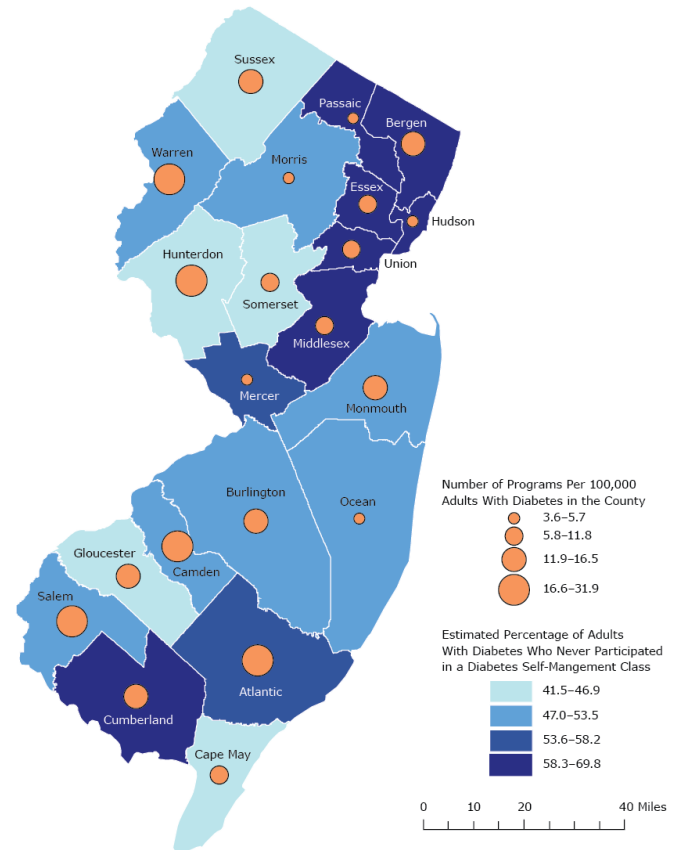 Sussex
Passaic
Bergen
Warren
Morris
Essex
Hudson
Hunterdon
Union
Somerset
Middlesex
Mercer
Monmouth
Burlington
Ocean
Gloucester
Camden
Salem
Atlantic
Cumberland
Cape May
Number of Programs Per 100,000
Adults With Diabetes in the County
3.6–5.7
5.8–11.8
11.9–16.5
16.6–31.9
Estimated Percentage of Adults
With Diabetes Who Never Participated
in a Diabetes Self-Mangement Class
41.5–46.9
47.0–53.5
53.6–58.2
58.3–69.8
0 10 20 40 Miles